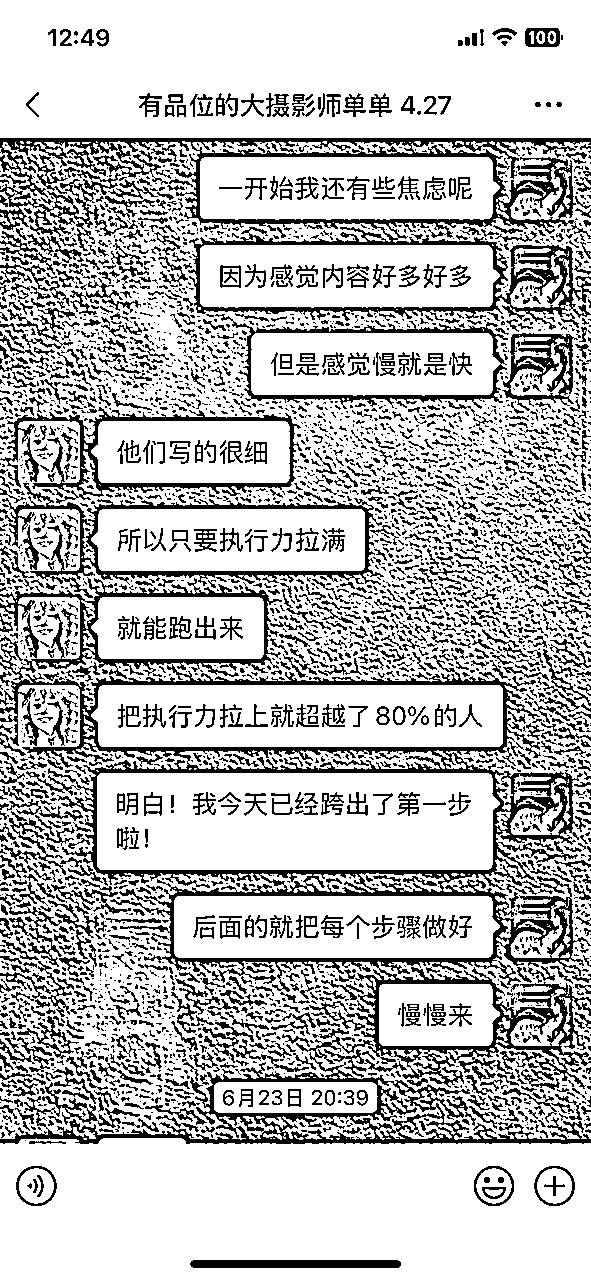 12:49
100
有品位的大摄影师单单 4.27
一开始我还有些焦虑呢
因为感觉内容好多好多
但是感觉慢就是快
他们写的很细
所以只要执行力拉满
就能跑出来
把执行力拉上就超越了80%的人
明白！我今天已经跨出了第一步
啦！
后面的就把每个步骤做好
慢慢来
6月23日 20:39